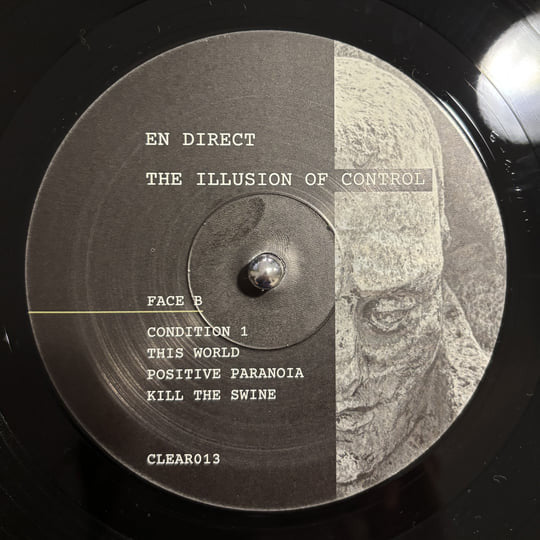 EN DIRECT
THE ILLUSION OF CONTROL
FACE B
CONDITION 1
THIS WORLD
POSITIVE PARANOIA
KILL THE SWINE
CLEAR013